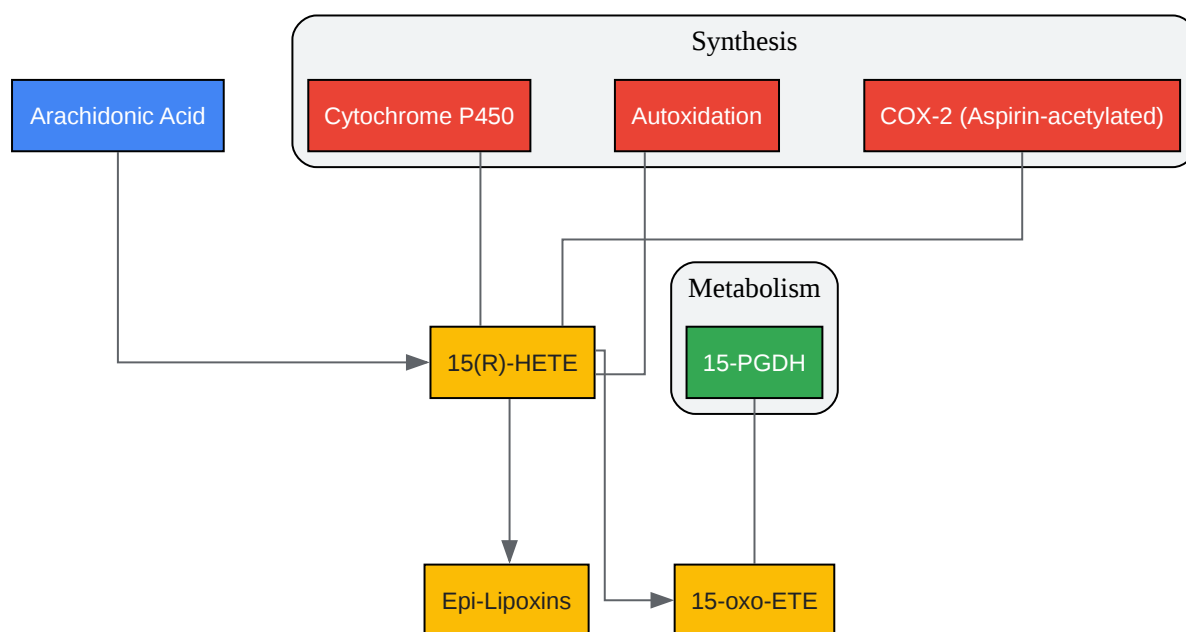 Synthesis
Arachidonic Acid
Cytochrome P450
Autoxidation
COX-2 (Aspirin-acetylated)
Metabolism
15(R)-HETE
15-PGDH
Epi-Lipoxins
15-oxo-ETE